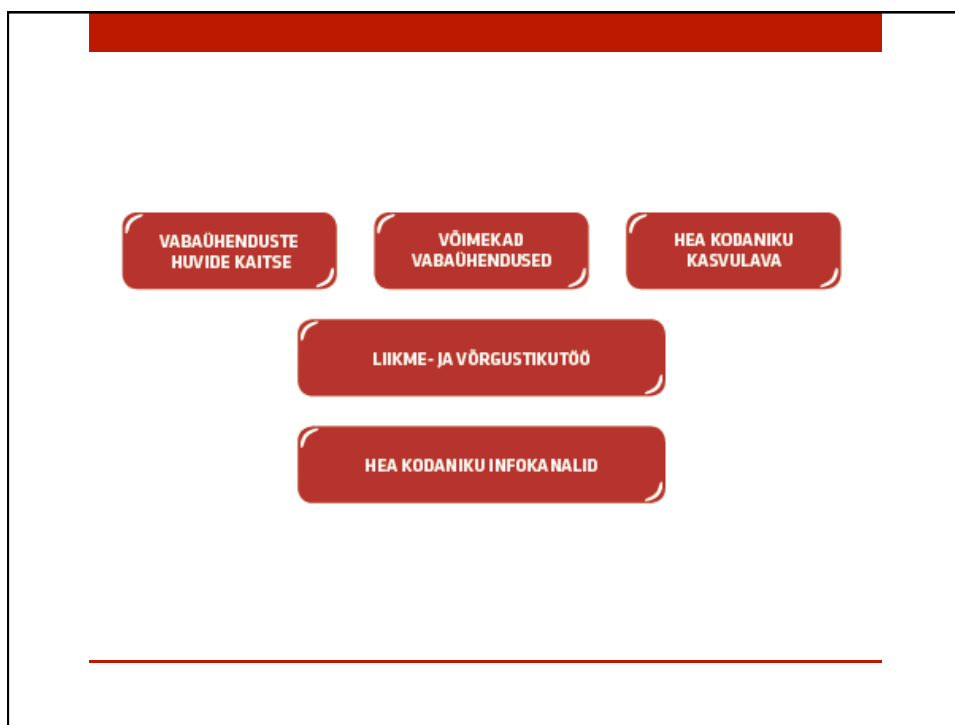 VABAÜHENDUSTE
HUVIDE KAITSE
VÕIMEKAD
VABAÜHENDUSED
HEA KODANIKU
KASVULAVA
LIIKME- JA VÕRGUSTIKUTÖÖ
HEA KODANIKU INFOKANALID